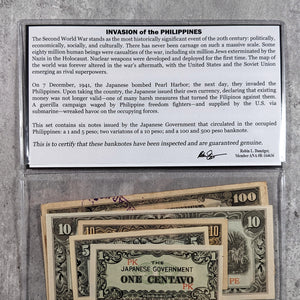 INVASION of the PHILIPPINES
The Second World War stands as the most historically significant event of the 20th century: politically,
economically, socially, and culturally. There has never been carnage on such a massive scale. Some
eighty million human beings were casualties of the war, including six million Jews exterminated by the
Nazis in the Holocaust. Nuclear weapons were developed and deployed for the first time. The map of
the world was forever altered in the war's aftermath, with the United States and the Soviet Union
emerging as rival superpowers.
On 7 December, 1941, the Japanese bombed Pearl Harbor; the next day, they invaded the
Philippines. Upon taking the country, the Japanese issued their own currency, declaring that existing
money was not longer valid—one of many harsh measures that turned the Filipinos against them.
A gorilla campaign waged by Philippine freedom fighters—and supplied by the U.S. via
submarine—wreaked havoc on the occupying forces.
This set contains six notes issued by the Japanese Government that circulated in the occupied
Philippines: a 1 and 5 peso; two variations of a 10 peso; and a 100 and 500 peso banknote.
This is to certify that these banknotes have been inspected and are guaranteed genuine.
Robin L. Danziger,
Member ANA
100
10
10
10
5
THE
JAPANESE GOVERNMENT
ONE CENTAVO
PK
PE
1